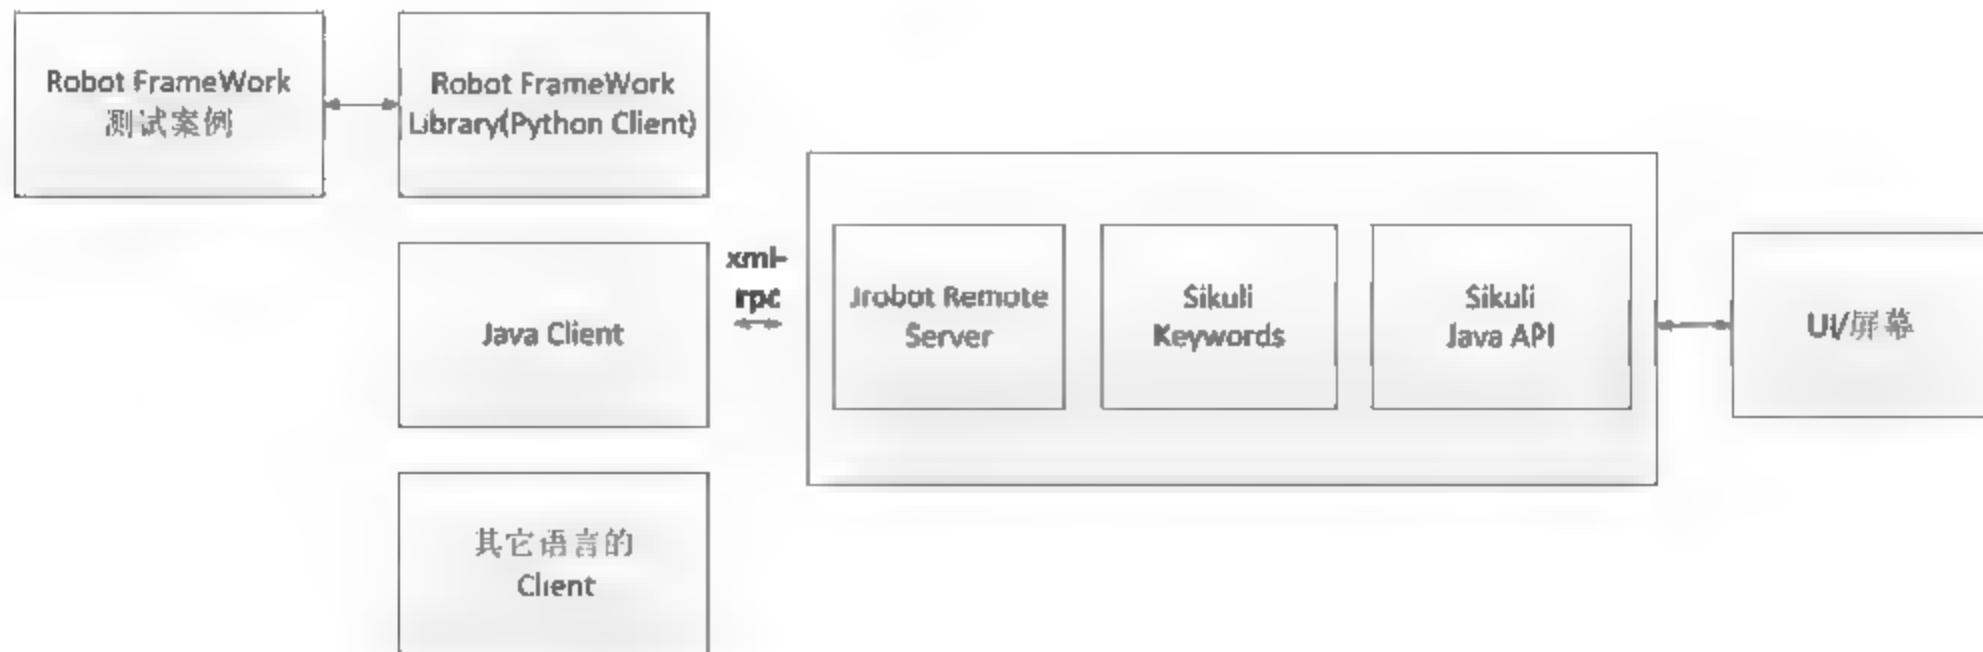 Robot FrameWork
测试案例
Robot FrameWork
Library(Python Client)
Java Client
其它语言的
Client
xml-
rpc
Jrobot Remote
Server
Sikuli
Keywords
Sikuli
Java API
UI/屏幕